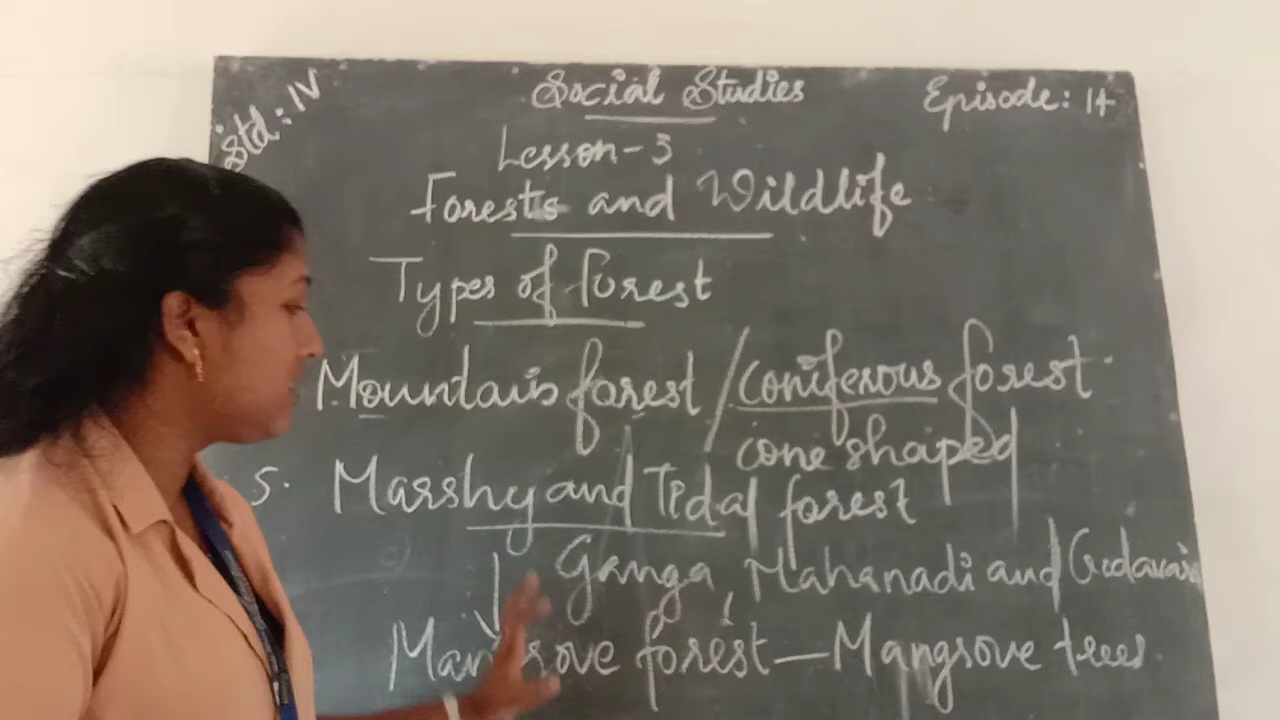 Std: IV
Social Studies
Episode: 14
Lesson - 3
Forests and Wildlife
Types of forest
Mountain forest / coniferous forest
cone shaped
5. Marshy and Tidal forest
Ganga, Mahanadi and Godavari
Mangrove forest — Mangrove trees